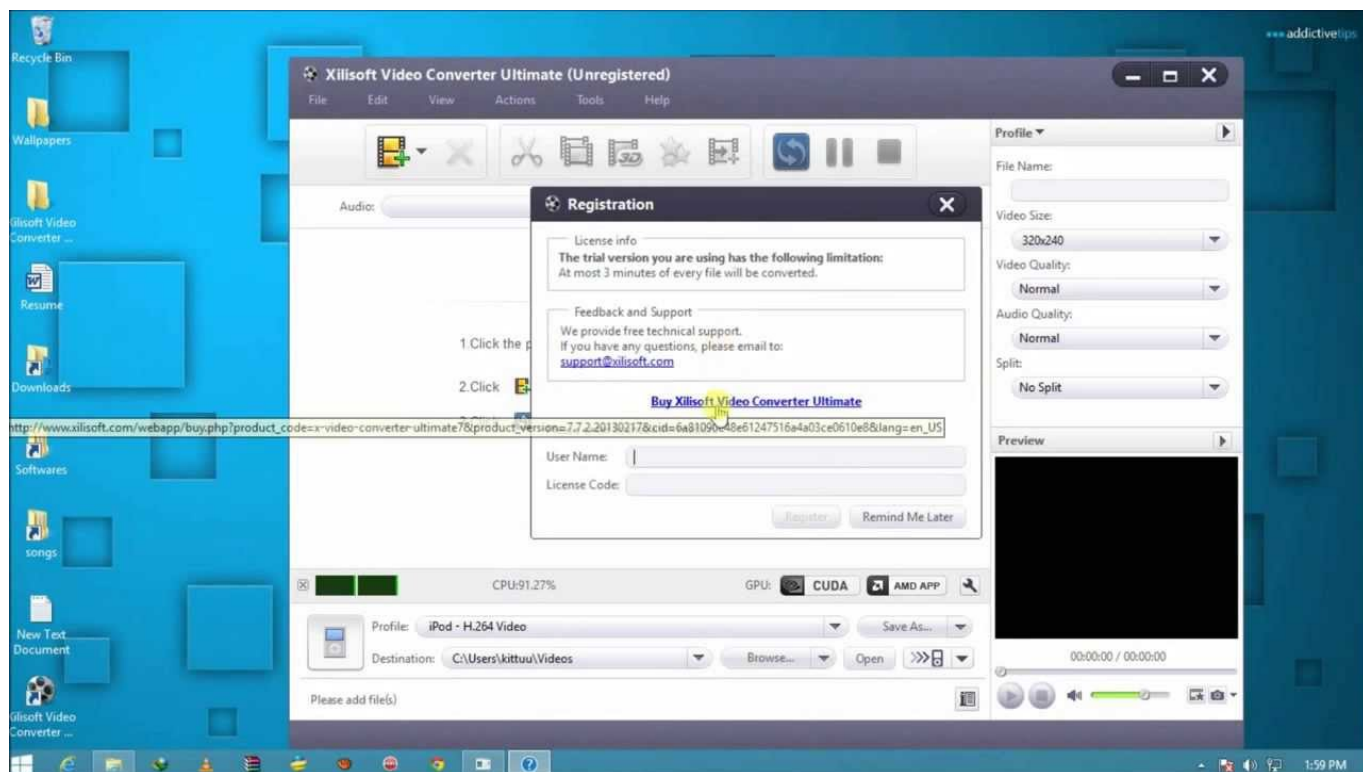 Recycle Bin
addictivetips
Wallpapers
Xilisoft Video Converter Ultimate (Unregistered)
File Edit View Actions Tools Help
3D
Audio:
Profile
File Name:
Video Size:
320x240
Video Quality:
Normal
Audio Quality:
Normal
Split:
No Split
Registration
License info
The trial version you are using has the following limitation:
At most 3 minutes of every file will be converted.
Feedback and Support
We provide free technical support.
If you have any questions, please email to:
support@xilisoft.com
Buy Xilisoft Video Converter Ultimate
User Name:
License Code:
Register Remind Me Later
1.Click the
2.Click
Glisoft Video
Converter ...
Resume
Downloads
Softwares
songs
New Text
Document
Glisoft Video
Converter ...
Preview
CPU:91.27%
GPU: CUDA AMD APP
Profile: iPod - H.264 Video Save As...
Destination: C:\Users\kittuu\Videos Browse... Open
Please add file(s)
00:00:00 / 00:00:00
1:59 PM